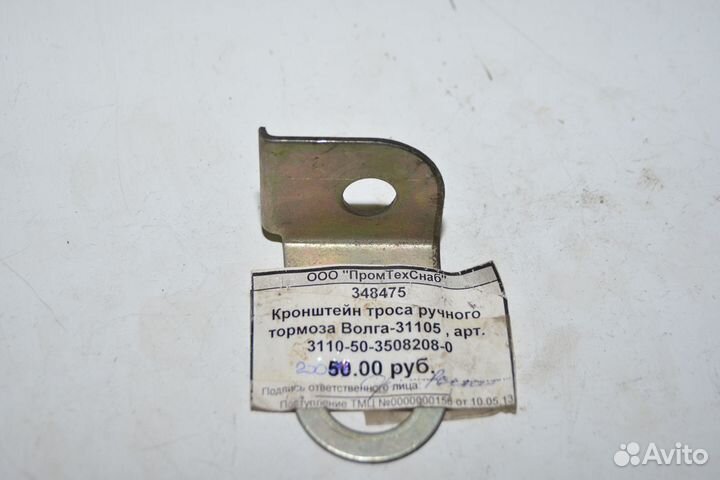 ООО "ПромТехСнаб"
348475
Кронштейн троса ручного
тормоза Волга-31105 , арт.
3110-50-3508208-0
50.00 руб.
Подпись ответственного лица
Поступление ТМЦ №0000000156 от 10.05.13
Avito